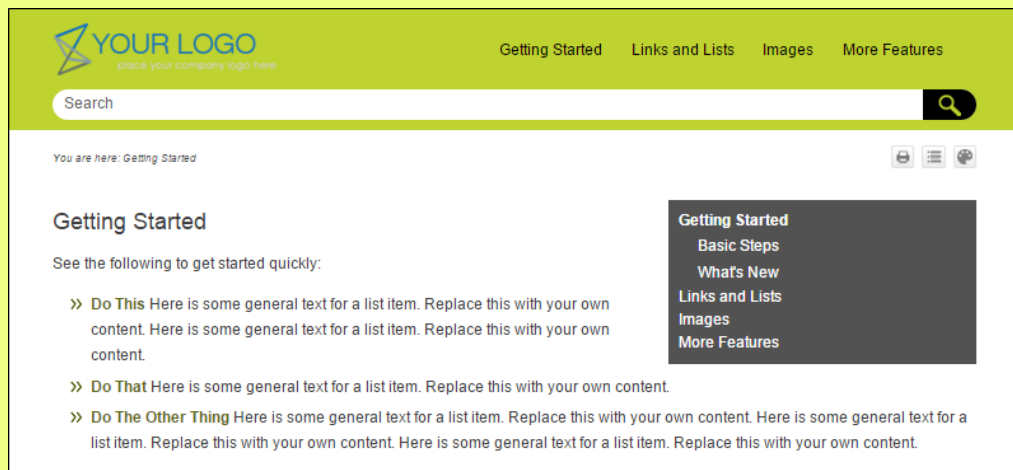 YOUR LOGO
place your company logo here
Getting Started Links and Lists Images More Features
Search
You are here: Getting Started
Getting Started
See the following to get started quickly:
Do This Here is some general text for a list item. Replace this with your own
content. Here is some general text for a list item. Replace this with your own
content.
Do That Here is some general text for a list item. Replace this with your own content.
Do The Other Thing Here is some general text for a list item. Replace this with your own content. Here is some general text for a
list item. Replace this with your own content. Here is some general text for a list item. Replace this with your own content.
Getting Started
Basic Steps
What's New
Links and Lists
Images
More Features